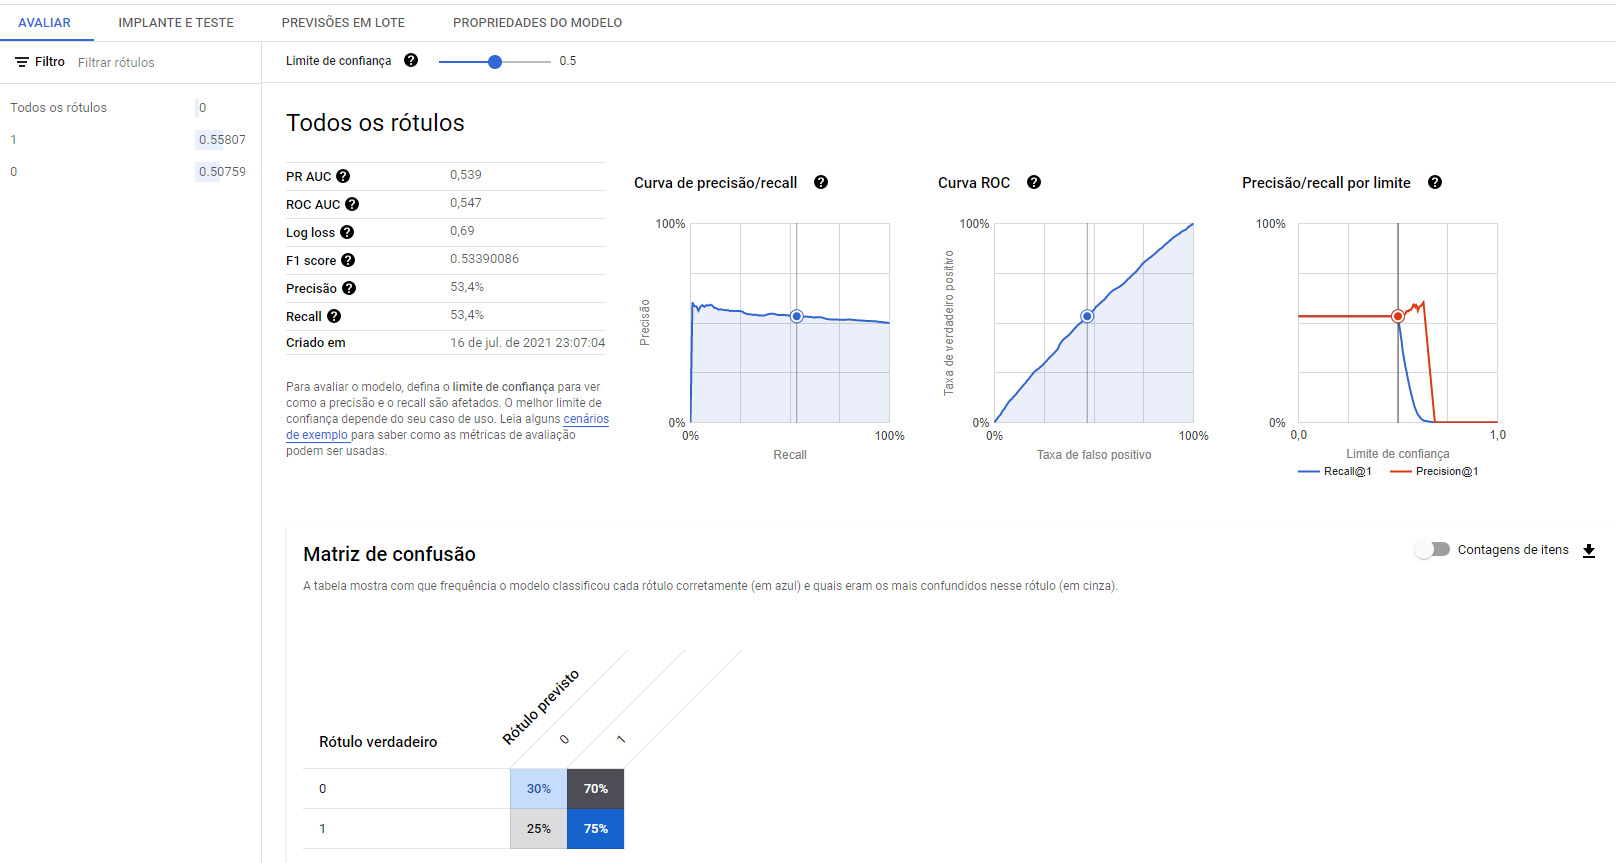 AVALIAR IMPLANTE E TESTE PREVISÕES EM LOTE PROPRIEDADES DO MODELO
Filtro Filtrar rótulos
Limite de confiança 0.5
Todos os rótulos 0
1 0.55807
0 0.50759
Todos os rótulos
PR AUC 0,539
ROC AUC 0,547
Log loss 0,69
F1 score 0.53390086
Precisão 53,4%
Recall 53,4%
Criado em 16 de jul. de 2021 23:07:04
Para avaliar o modelo, defina o limite de confiança para ver
como a precisão e o recall são afetados. O melhor limite de
confiança depende do seu caso de uso. Leia alguns cenários
de exemplo para saber como as métricas de avaliação
podem ser usadas.
Curva de precisão/recall
100%
Precisão
0%
0% 100%
Recall
Curva ROC
100%
Taxa de verdadeiro positivo
0%
0% 100%
Taxa de falso positivo
Precisão/recall por limite
100%
0%
0,0 1,0
Limite de confiança
Recall@1 Precision@1
Matriz de confusão
Contagens de itens
A tabela mostra com que frequência o modelo classificou cada rótulo corretamente (em azul) e quais eram os mais confundidos nesse rótulo (em cinza).
Rótulo previsto
Rótulo verdadeiro 0 1
0 30% 70%
1 25% 75%